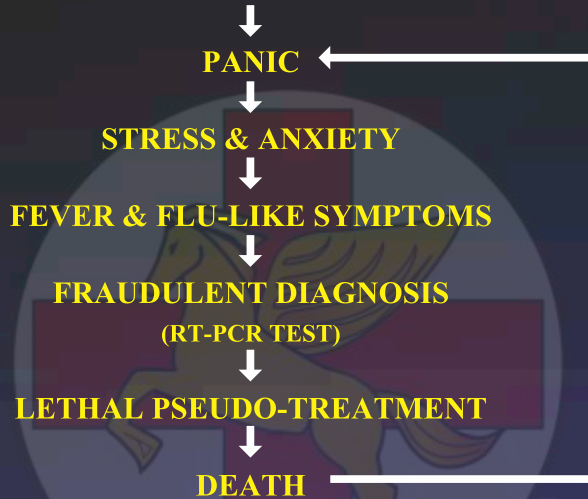 PANIC
STRESS & ANXIETY
FEVER & FLU-LIKE SYMPTOMS
FRAUDULENT DIAGNOSIS
(RT-PCR TEST)
LETHAL PSEUDO-TREATMENT
DEATH